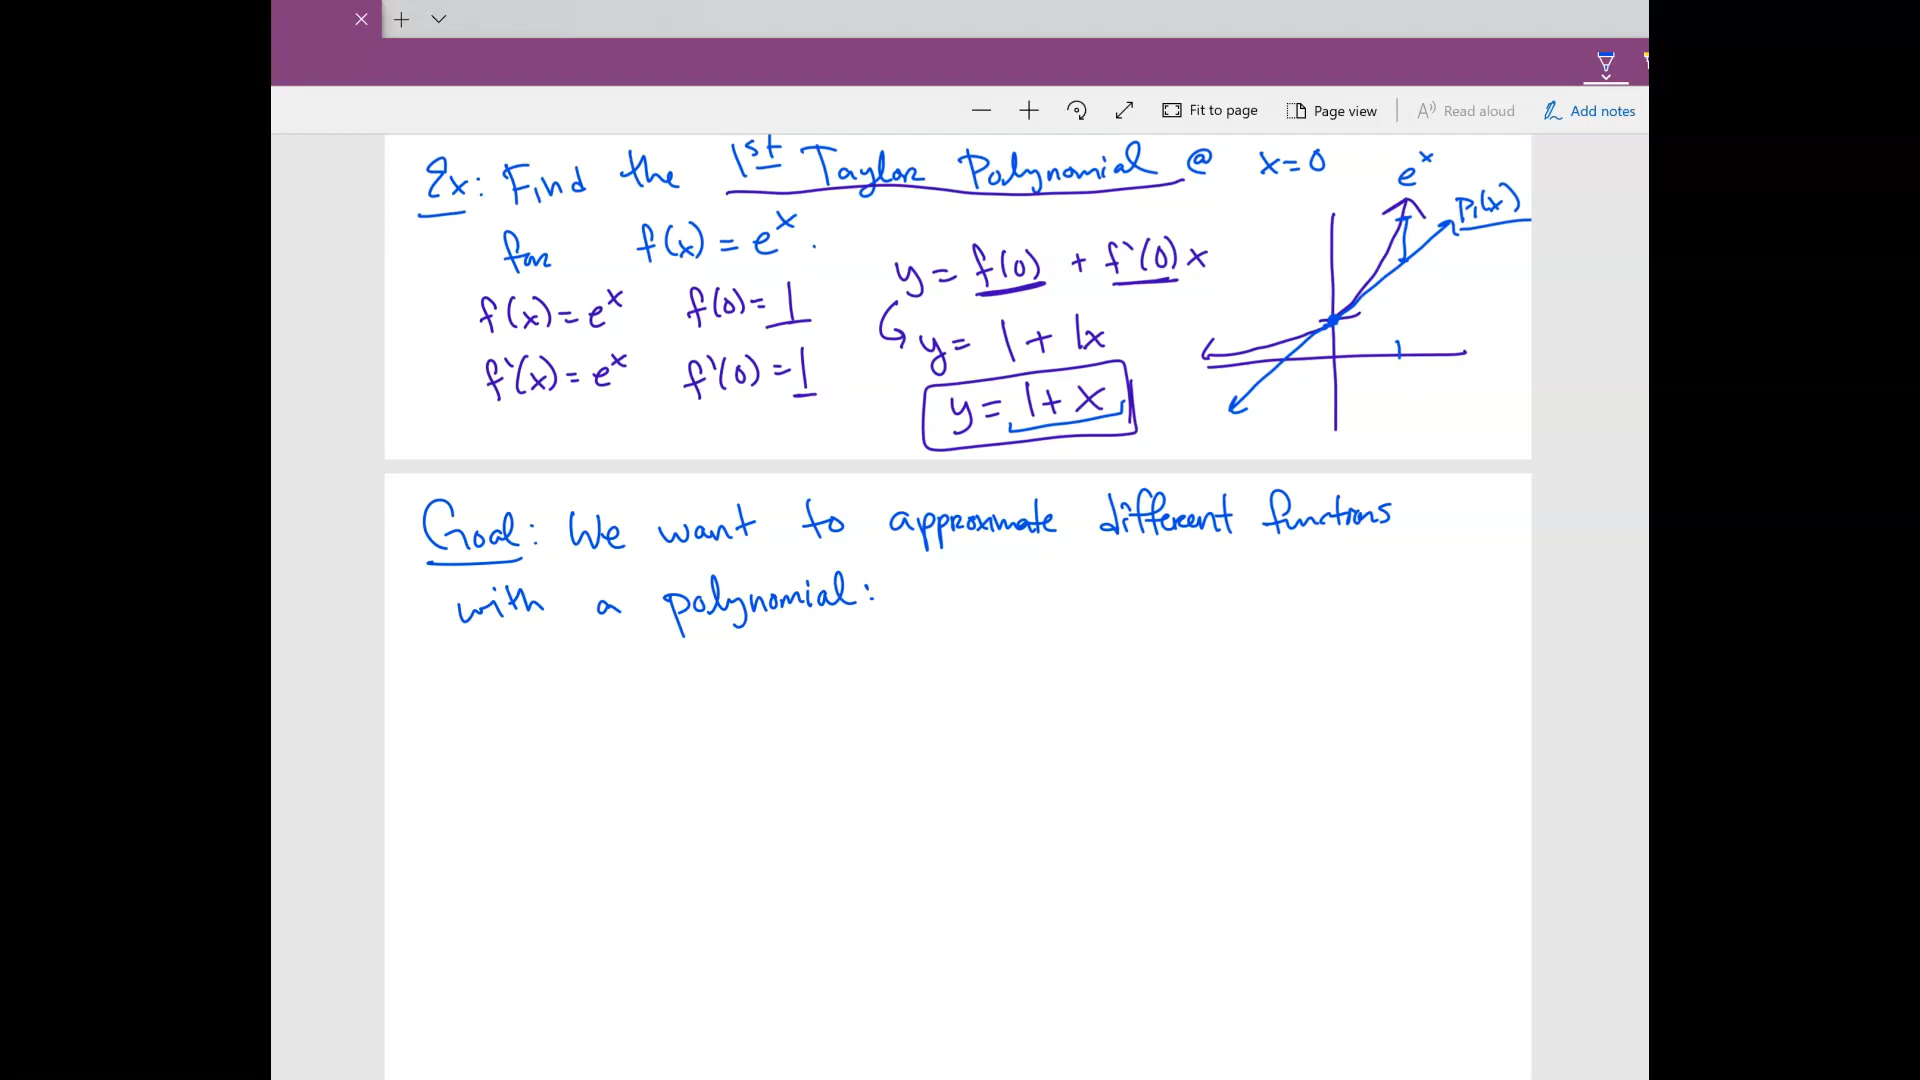 Fit to page Page view Read aloud Add notes
Ex: Find the 1st Taylor Polynomial @ x=0
for f(x) = e^x.
f(x) = e^x f(0) = 1
f'(x) = e^x f'(0) = 1
y = f(0) + f'(0)x
y = 1 + 1x
y = 1 + x
e^x
P₁(x)
Goal: We want to approximate different functions
with a polynomial: